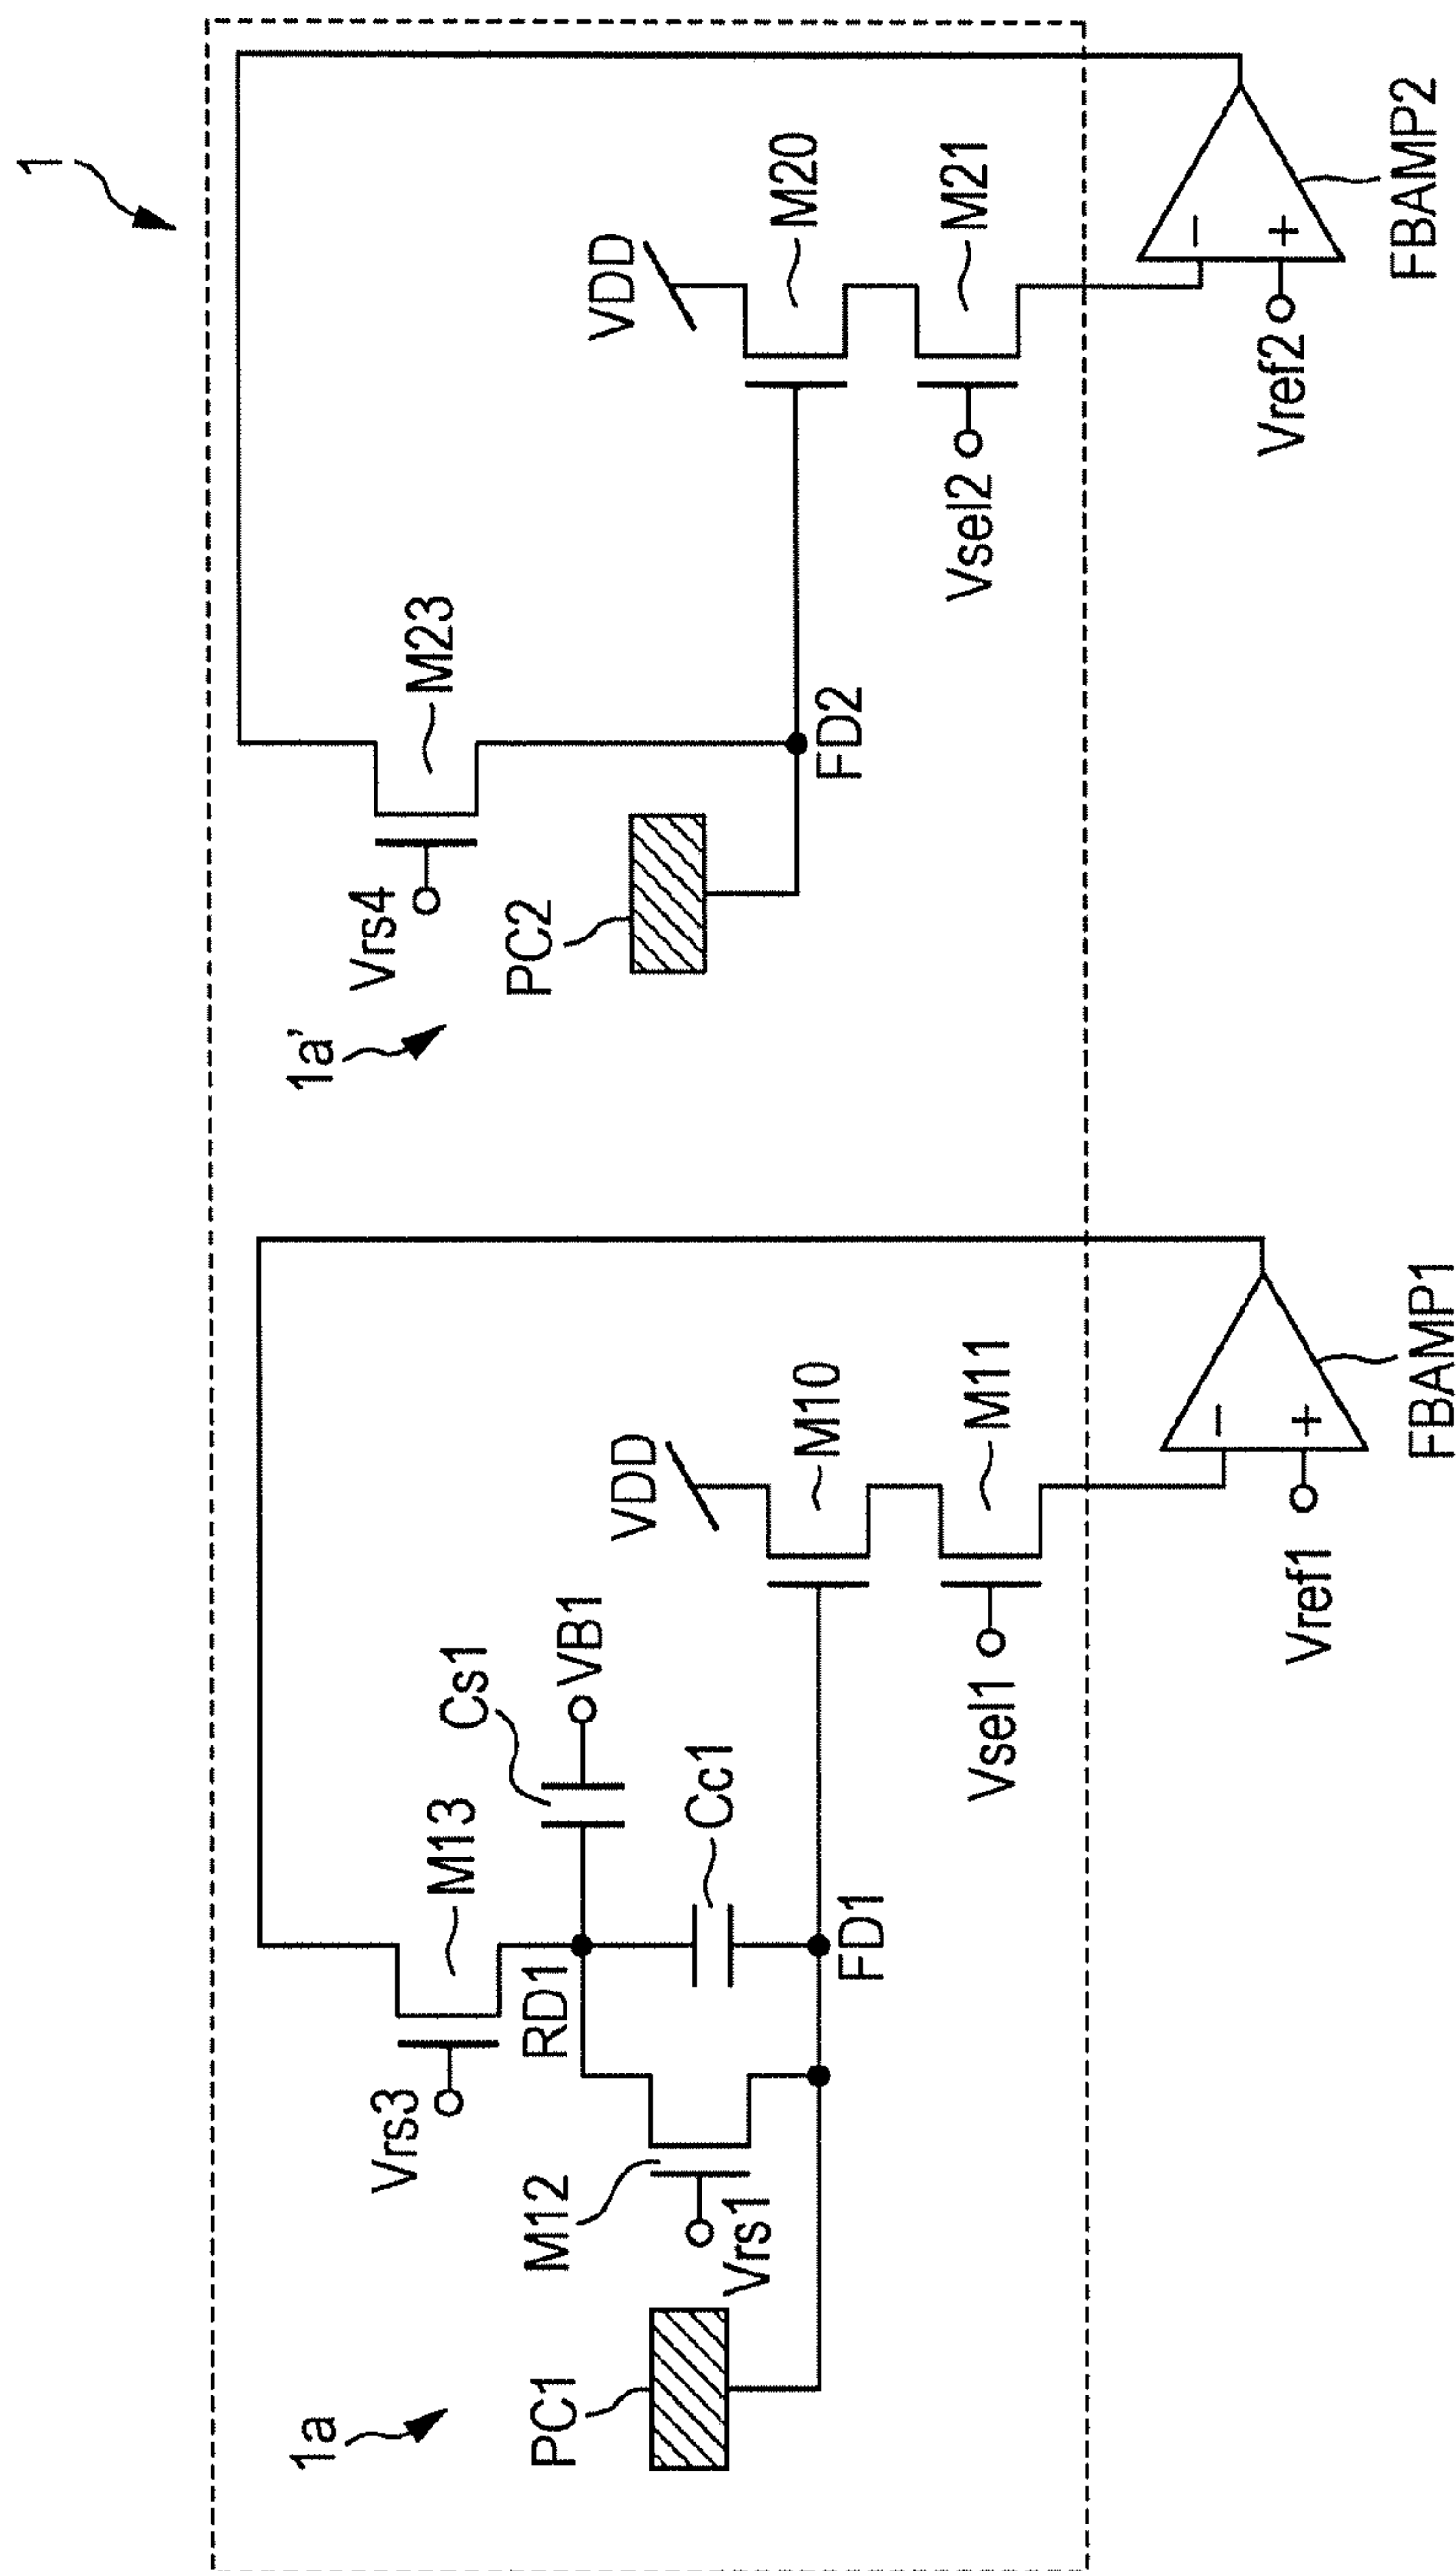 1
1a
PC1
M12
Vrs1
Vrs3
M13
RD1
Cs1
VB1
Cc1
FD1
VDD
M10
M11
Vsel1
Vref1
−
+
FBAMP1
1a'
PC2
Vrs4
M23
FD2
VDD
M20
M21
Vsel2
Vref2
−
+
FBAMP2